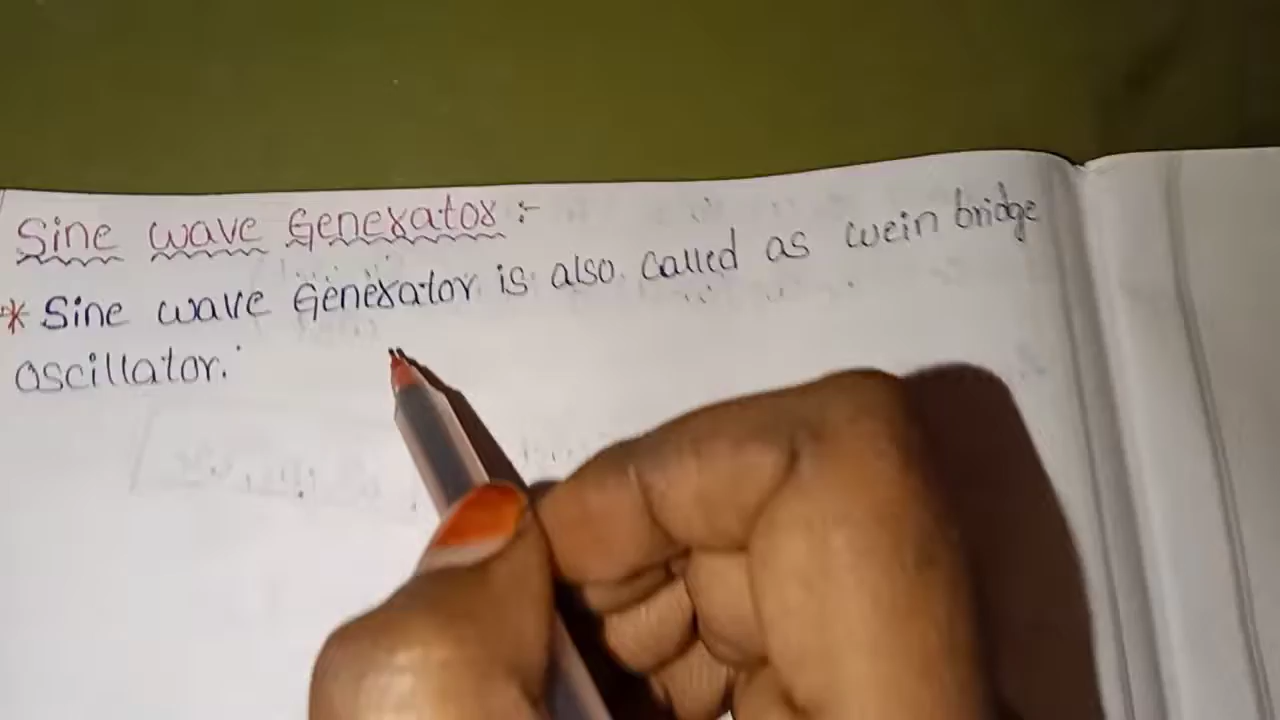 Sine wave Generator :-
* Sine wave Generator is also called as wein bridge
oscillator.